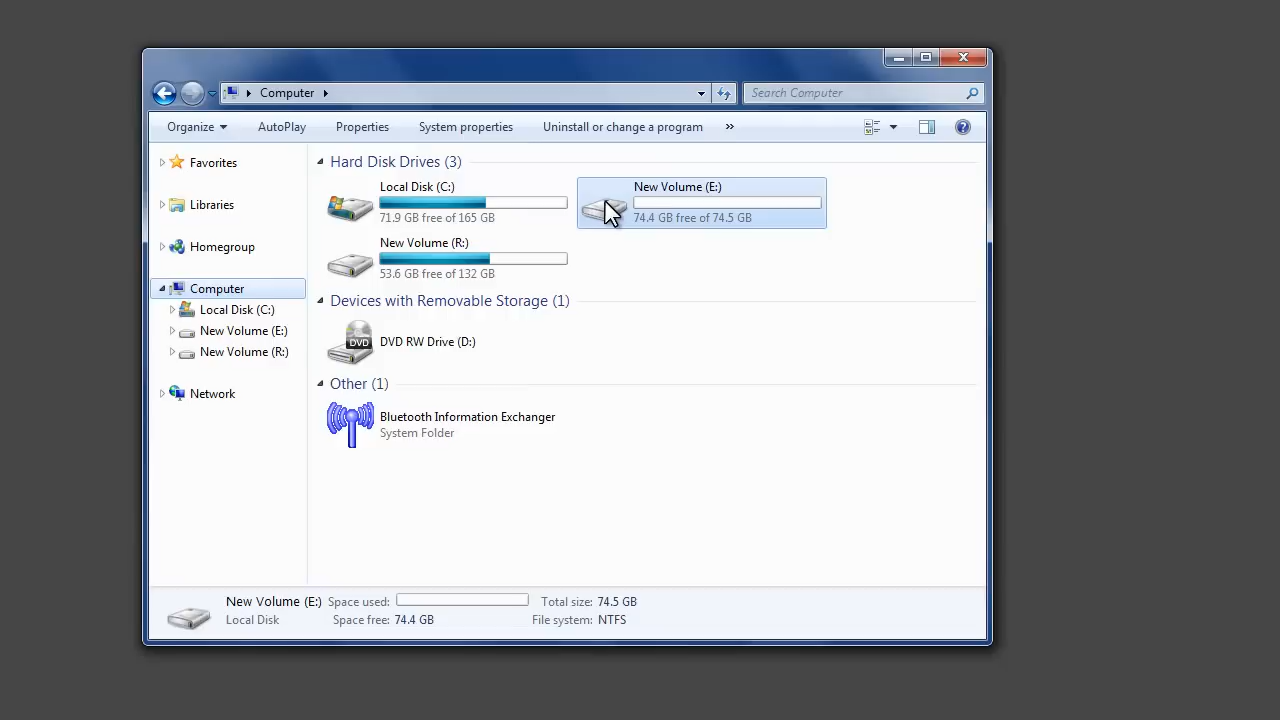 Computer
Search Computer
Organize AutoPlay Properties System properties Uninstall or change a program »
Favorites
Libraries
Homegroup
Computer
Local Disk (C:)
New Volume (E:)
New Volume (R:)
Network
Hard Disk Drives (3)
Local Disk (C:)
71.9 GB free of 165 GB
New Volume (E:)
74.4 GB free of 74.5 GB
New Volume (R:)
53.6 GB free of 132 GB
Devices with Removable Storage (1)
DVD
DVD RW Drive (D:)
Other (1)
Bluetooth Information Exchanger
System Folder
New Volume (E:) Space used: Total size: 74.5 GB
Local Disk Space free: 74.4 GB File system: NTFS